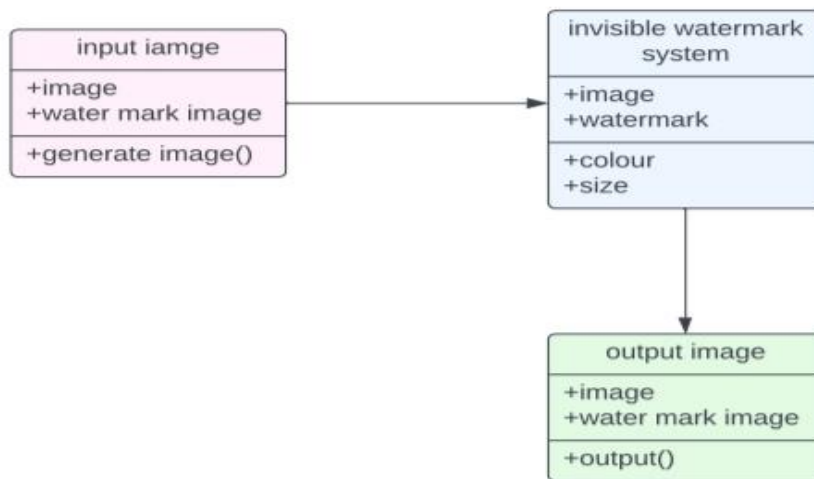 input iamge
+image
+water mark image
+generate image()
invisible watermark
system
+image
+watermark
+colour
+size
output image
+image
+water mark image
+output()